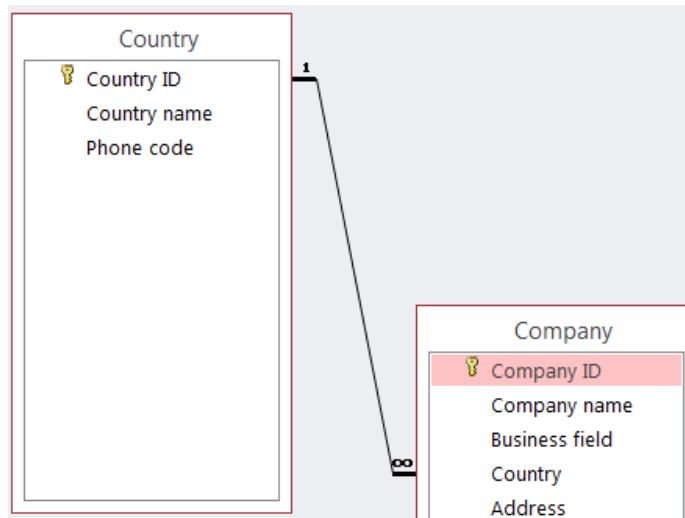 Country
Country ID
Country name
Phone code
1
∞
Company
Company ID
Company name
Business field
Country
Address